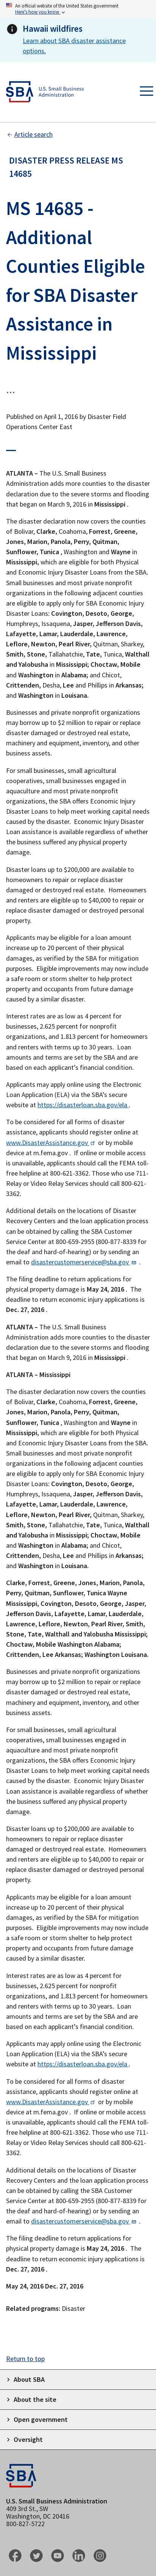 An official website of the United States government
Here's how you know
Hawaii wildfires
Learn about SBA disaster assistance
options.
SBA U.S. Small Business
Administration
Article search
DISASTER PRESS RELEASE MS
14685
MS 14685 -
Additional
Counties Eligible
for SBA Disaster
Assistance in
Mississippi
...
Published on April 1, 2016 by Disaster Field
Operations Center East
ATLANTA – The U.S. Small Business
Administration adds more counties to the disaster
declaration due to the severe storms and flooding
that began on March 9, 2016 in Mississippi .
The disaster declaration now covers the counties
of Bolivar, Clarke, Coahoma, Forrest, Greene,
Jones, Marion, Panola, Perry, Quitman,
Sunflower, Tunica , Washington and Wayne in
Mississippi, which are eligible for both Physical
and Economic Injury Disaster Loans from the SBA.
Small businesses and most private nonprofit
organizations in the following adjacent counties
are eligible to apply only for SBA Economic Injury
Disaster Loans: Covington, Desoto, George,
Humphreys, Issaquena, Jasper, Jefferson Davis,
Lafayette, Lamar, Lauderdale, Lawrence,
Leflore, Newton, Pearl River, Quitman, Sharkey,
Smith, Stone, Tallahatchie, Tate, Tunica, Walthall
and Yalobusha in Mississippi; Choctaw, Mobile
and Washington in Alabama; and Chicot,
Crittenden, Desha, Lee and Phillips in Arkansas;
and Washington in Louisana.
Businesses and private nonprofit organizations
may borrow up to $2 million to repair or replace
disaster damaged or destroyed real estate,
machinery and equipment, inventory, and other
business assets.
For small businesses, small agricultural
cooperatives, small businesses engaged in
aquaculture and most private nonprofit
organizations, the SBA offers Economic Injury
Disaster Loans to help meet working capital needs
caused by the disaster.  Economic Injury Disaster
Loan assistance is available regardless of whether
the business suffered any physical property
damage.
Disaster loans up to $200,000 are available to
homeowners to repair or replace disaster
damaged or destroyed real estate.  Homeowners
and renters are eligible up to $40,000 to repair or
replace disaster damaged or destroyed personal
property.
Applicants may be eligible for a loan amount
increase up to 20 percent of their physical
damages, as verified by the SBA for mitigation
purposes.  Eligible mitigation improvements may
include a safe room or storm shelter to help
protect property and occupants from future
damage caused by a similar disaster.
Interest rates are as low as 4 percent for
businesses, 2.625 percent for nonprofit
organizations, and 1.813 percent for homeowners
and renters with terms up to 30 years.  Loan
amounts and terms are set by the SBA and are
based on each applicant's financial condition.
Applicants may apply online using the Electronic
Loan Application (ELA) via the SBA's secure
website at https://disasterloan.sba.gov/ela .
To be considered for all forms of disaster
assistance, applicants should register online at
www.DisasterAssistance.gov or by mobile
device at m.fema.gov .  If online or mobile access
is unavailable, applicants should call the FEMA toll-
free helpline at 800-621-3362.  Those who use 711-
Relay or Video Relay Services should call 800-621-
3362.
Additional details on the locations of Disaster
Recovery Centers and the loan application process
can be obtained by calling the SBA Customer
Service Center at 800-659-2955 (800-877-8339 for
the deaf and hard-of-hearing) or by sending an
email to disastercustomerservice@sba.gov .
The filing deadline to return applications for
physical property damage is May 24, 2016 .  The
deadline to return economic injury applications is
Dec. 27, 2016 .
ATLANTA – The U.S. Small Business
Administration adds more counties to the disaster
declaration due to the severe storms and flooding
that began on March 9, 2016 in Mississippi .
ATLANTA – Mississippi
The disaster declaration now covers the counties
of Bolivar, Clarke, Coahoma, Forrest, Greene,
Jones, Marion, Panola, Perry, Quitman,
Sunflower, Tunica , Washington and Wayne in
Mississippi, which are eligible for both Physical
and Economic Injury Disaster Loans from the SBA.
Small businesses and most private nonprofit
organizations in the following adjacent counties
are eligible to apply only for SBA Economic Injury
Disaster Loans: Covington, Desoto, George,
Humphreys, Issaquena, Jasper, Jefferson Davis,
Lafayette, Lamar, Lauderdale, Lawrence,
Leflore, Newton, Pearl River, Quitman, Sharkey,
Smith, Stone, Tallahatchie, Tate, Tunica, Walthall
and Yalobusha in Mississippi; Choctaw, Mobile
and Washington in Alabama; and Chicot,
Crittenden, Desha, Lee and Phillips in Arkansas;
and Washington in Louisana.
Clarke, Forrest, Greene, Jones, Marion, Panola,
Perry, Quitman, Sunflower, Tunica Wayne
Mississippi, Covington, Desoto, George, Jasper,
Jefferson Davis, Lafayette, Lamar, Lauderdale,
Lawrence, Leflore, Newton, Pearl River, Smith,
Stone, Tate, Walthall and Yalobusha Mississippi;
Choctaw, Mobile Washington Alabama;
Crittenden, Lee Arkansas; Washington Louisana.
Businesses and private nonprofit organizations
may borrow up to $2 million to repair or replace
disaster damaged or destroyed real estate,
machinery and equipment, inventory, and other
business assets.
For small businesses, small agricultural
cooperatives, small businesses engaged in
aquaculture and most private nonprofit
organizations, the SBA offers Economic Injury
Disaster Loans to help meet working capital needs
caused by the disaster.  Economic Injury Disaster
Loan assistance is available regardless of whether
the business suffered any physical property
damage.
Disaster loans up to $200,000 are available to
homeowners to repair or replace disaster
damaged or destroyed real estate.  Homeowners
and renters are eligible up to $40,000 to repair or
replace disaster damaged or destroyed personal
property.
Applicants may be eligible for a loan amount
increase up to 20 percent of their physical
damages, as verified by the SBA for mitigation
purposes.  Eligible mitigation improvements may
include a safe room or storm shelter to help
protect property and occupants from future
damage caused by a similar disaster.
Interest rates are as low as 4 percent for
businesses, 2.625 percent for nonprofit
organizations, and 1.813 percent for homeowners
and renters with terms up to 30 years.  Loan
amounts and terms are set by the SBA and are
based on each applicant's financial condition.
Applicants may apply online using the Electronic
Loan Application (ELA) via the SBA's secure
website at https://disasterloan.sba.gov/ela .
To be considered for all forms of disaster
assistance, applicants should register online at
www.DisasterAssistance.gov or by mobile
device at m.fema.gov .  If online or mobile access
is unavailable, applicants should call the FEMA toll-
free helpline at 800-621-3362. Those who use 711-
Relay or Video Relay Services should call 800-621-
3362.
Additional details on the locations of Disaster
Recovery Centers and the loan application process
can be obtained by calling the SBA Customer
Service Center at 800-659-2955 (800-877-8339 for
the deaf and hard-of-hearing) or by sending an
email to disastercustomerservice@sba.gov .
The filing deadline to return applications for
physical property damage is May 24, 2016 .  The
deadline to return economic injury applications is
Dec. 27, 2016 .
May 24, 2016 Dec. 27, 2016
Related programs: Disaster
Return to top
About SBA
About the site
Open government
Oversight
SBA
U.S. Small Business Administration
409 3rd St., SW
Washington, DC 20416
800-827-5722